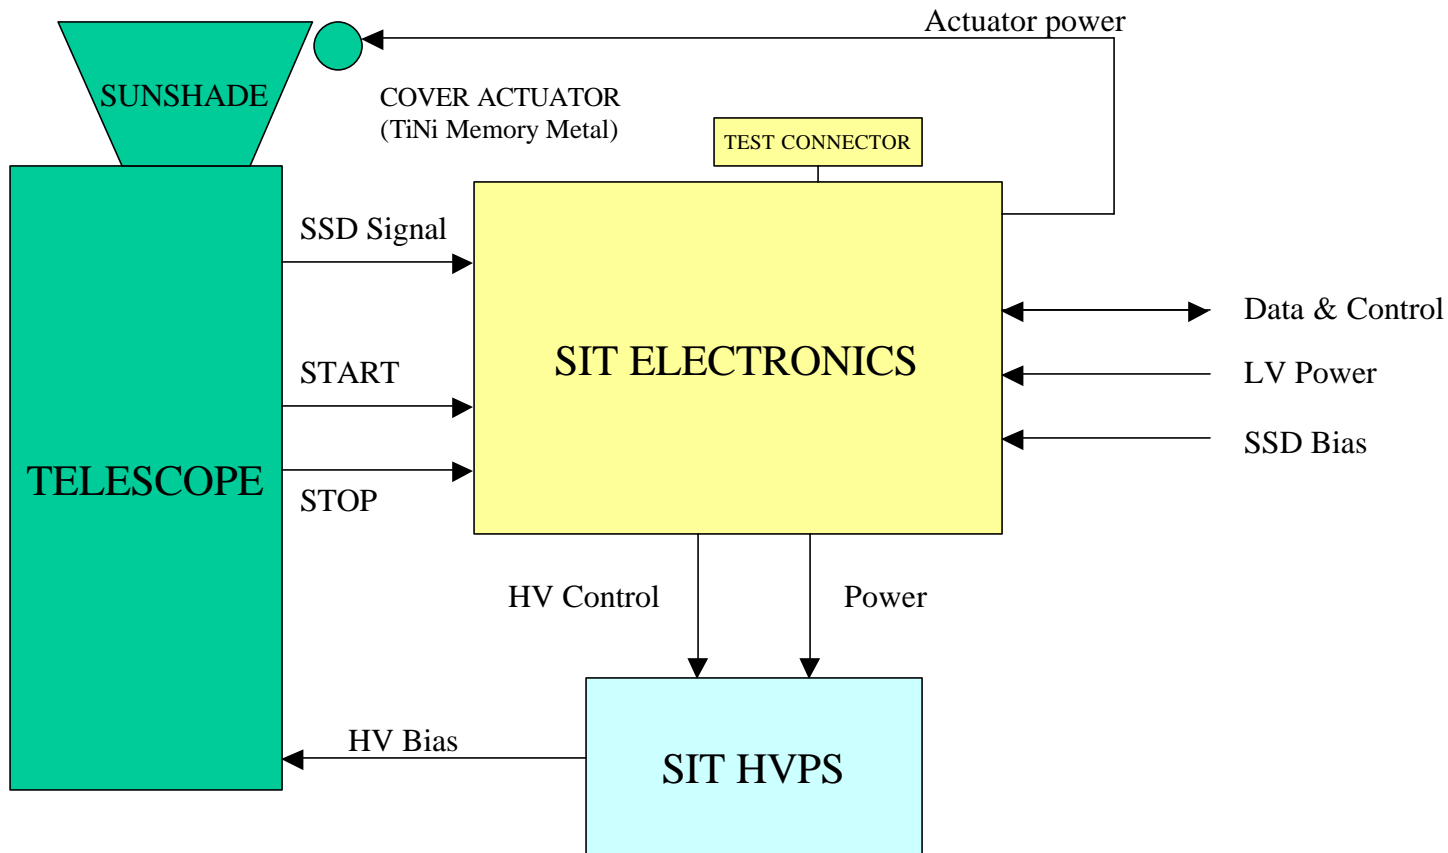 Actuator power
SUNSHADE
COVER ACTUATOR
(TiNi Memory Metal)
TEST CONNECTOR
SSD Signal
Data & Control
SIT ELECTRONICS
START
LV Power
SSD Bias
TELESCOPE
STOP
HV Control
Power
HV Bias
SIT HVPS